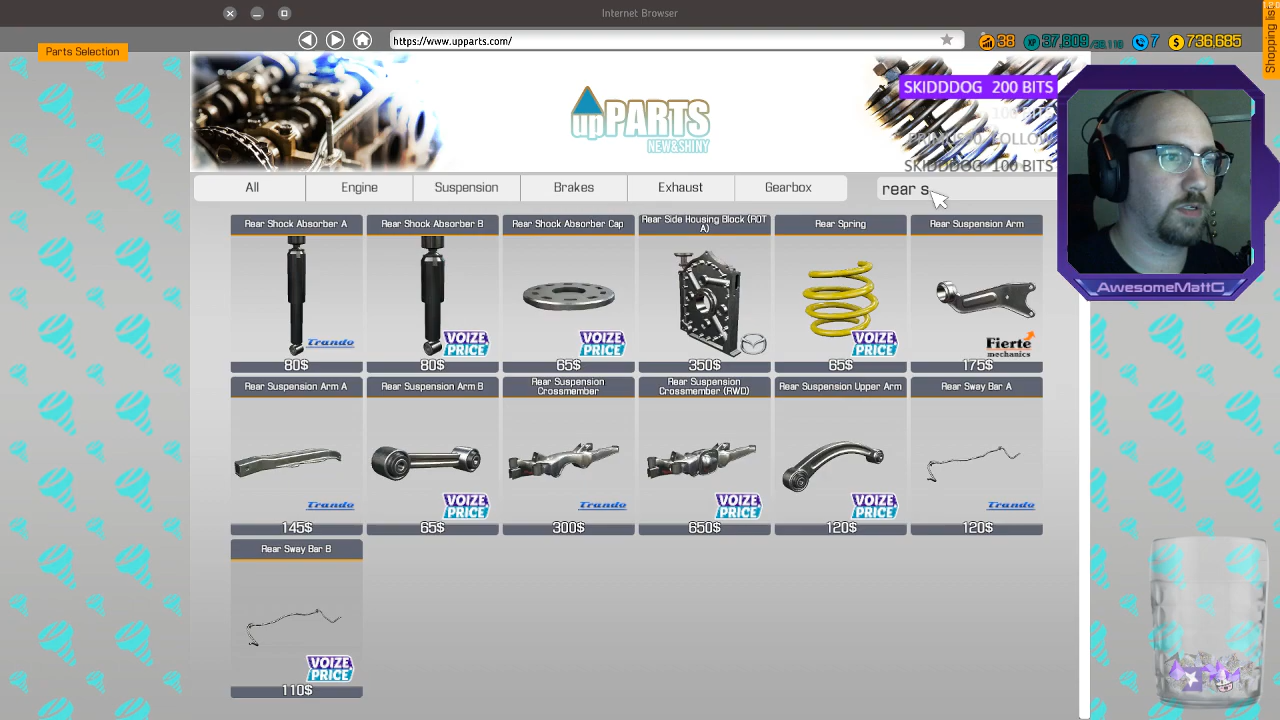 Internet Browser
Parts Selection
https://www.upparts.com/
38
37,809/38,110
7
736,685
Shopping list
upPARTS
NEW&SHINY
SKIDDDOG 200 BITS
SKIDDDOG 100 BITS
AwesomeMattG
All
Engine
Suspension
Brakes
Exhaust
Gearbox
rear s
Rear Shock Absorber A
Trando
80$
Rear Shock Absorber B
VOIZE PRICE
80$
Rear Shock Absorber Cap
VOIZE PRICE
65$
Rear Side Housing Block (ROT A)
350$
Rear Spring
VOIZE PRICE
65$
Rear Suspension Arm
Fierte mechanics
175$
Rear Suspension Arm A
Trando
145$
Rear Suspension Arm B
VOIZE PRICE
65$
Rear Suspension Crossmember
Trando
300$
Rear Suspension Crossmember (RWD)
VOIZE PRICE
650$
Rear Suspension Upper Arm
VOIZE PRICE
120$
Rear Sway Bar A
Trando
120$
Rear Sway Bar B
VOIZE PRICE
110$